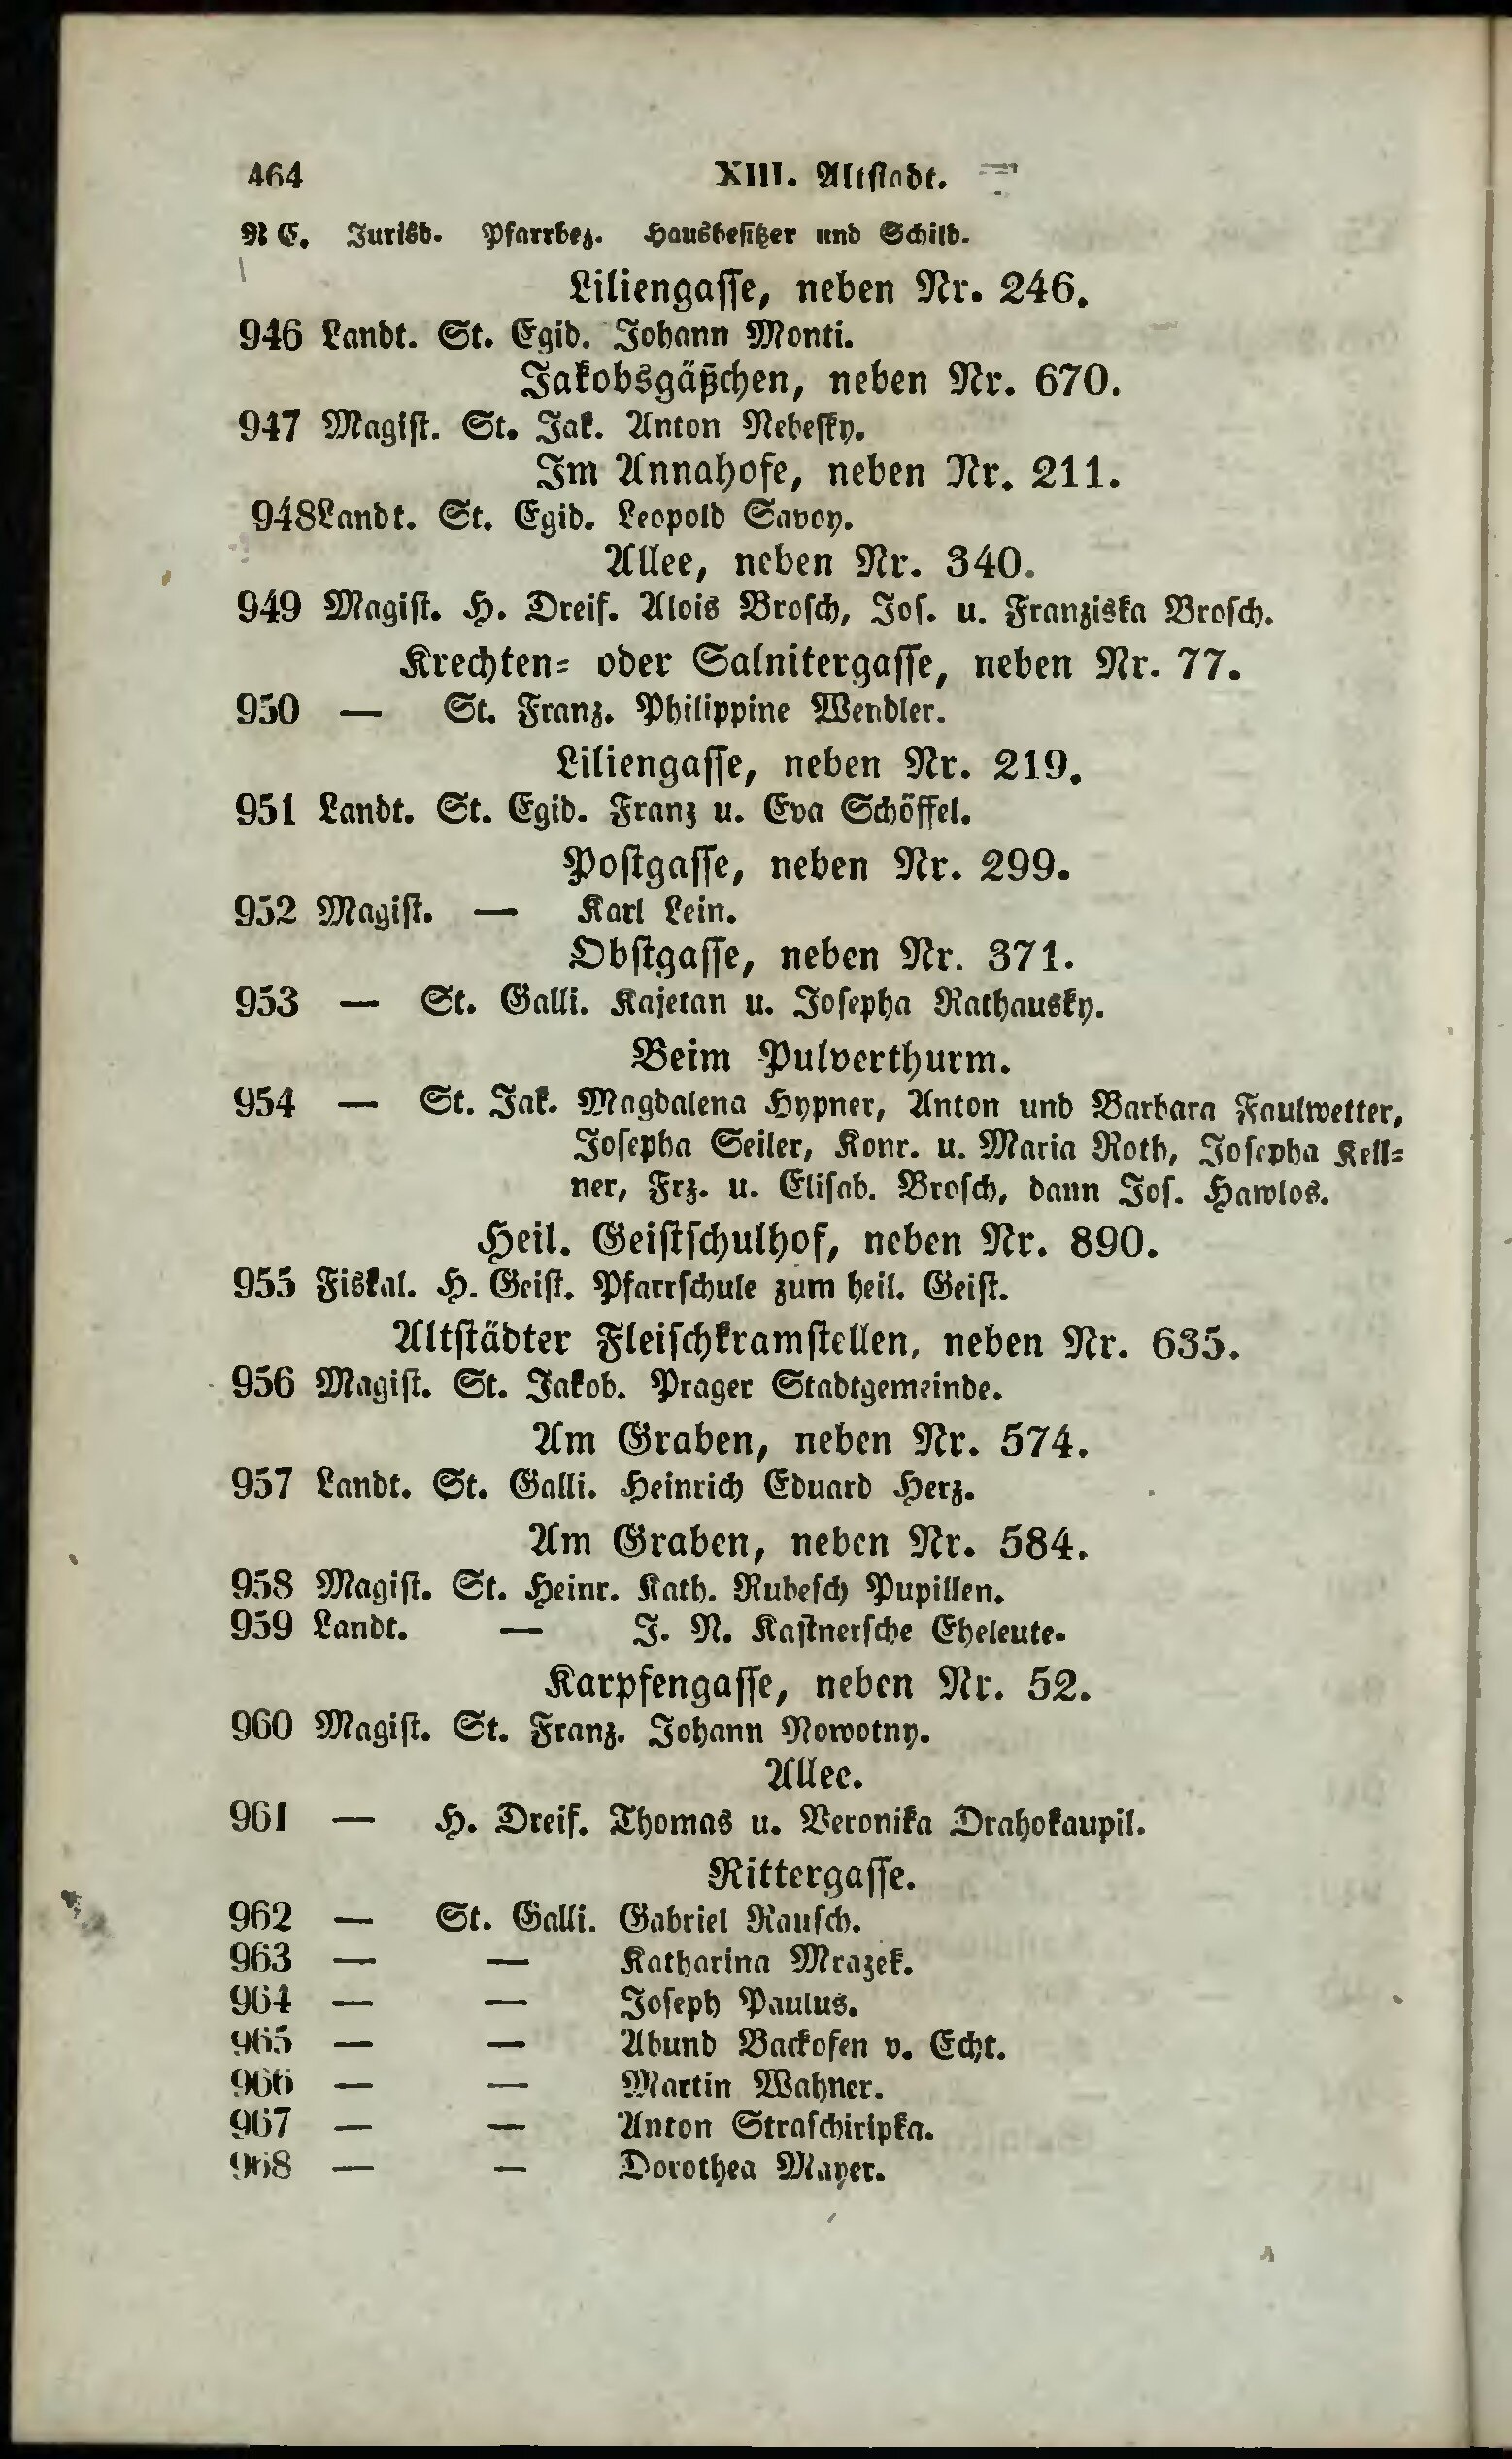 464 XIII. Altstadt.
N C. Jurisd. Pfarrbez. Hausbesitzer und Schild.
Liliengasse, neben Nr. 246.
946 Landt. St. Egid. Johann Monti.
Jakobsgäßchen, neben Nr. 670.
947 Magist. St. Jak. Anton Nebesky.
Im Annahofe, neben Nr. 211.
948 Landt. St. Egid. Leopold Savoy.
Allee, neben Nr. 340.
949 Magist. H. Dreif. Alois Brosch, Jos. u. Franziska Brosch.
Krechten- oder Salnitergasse, neben Nr. 77.
950 — St. Franz. Philippine Wendler.
Liliengasse, neben Nr. 219.
951 Landt. St. Egid. Franz u. Eva Schöffel.
Postgasse, neben Nr. 299.
952 Magist. — Karl Lein.
Obstgasse, neben Nr. 371.
953 — St. Galli. Kajetan u. Josepha Rathausky.
Beim Pulverthurm.
954 — St. Jak. Magdalena Hypner, Anton und Barbara Faulwetter,
Josepha Seiler, Konr. u. Maria Roth, Josepha Kell-
ner, Frz. u. Elisab. Brosch, dann Jos. Hawlos.
Heil. Geistschulhof, neben Nr. 890.
955 Fiskal. H. Geist. Pfarrschule zum heil. Geist.
Altstädter Fleischkramstellen, neben Nr. 635.
956 Magist. St. Jakob. Prager Stadtgemeinde.
Am Graben, neben Nr. 574.
957 Landt. St. Galli. Heinrich Eduard Herz.
Am Graben, neben Nr. 584.
958 Magist. St. Heinr. Kath. Rubesch Pupillen.
959 Landt. — J. N. Kastnersche Eheleute.
Karpfengasse, neben Nr. 52.
960 Magist. St. Franz. Johann Nowotny.
Allee.
961 — H. Dreif. Thomas u. Veronika Drahokaupil.
Rittergasse.
962 — St. Galli. Gabriel Rausch.
963 — — Katharina Mrazek.
964 — — Joseph Paulus.
965 — — Abund Backofen v. Echt.
966 — — Martin Wahner.
967 — — Anton Straschiripka.
968 — — Dorothea Mayer.